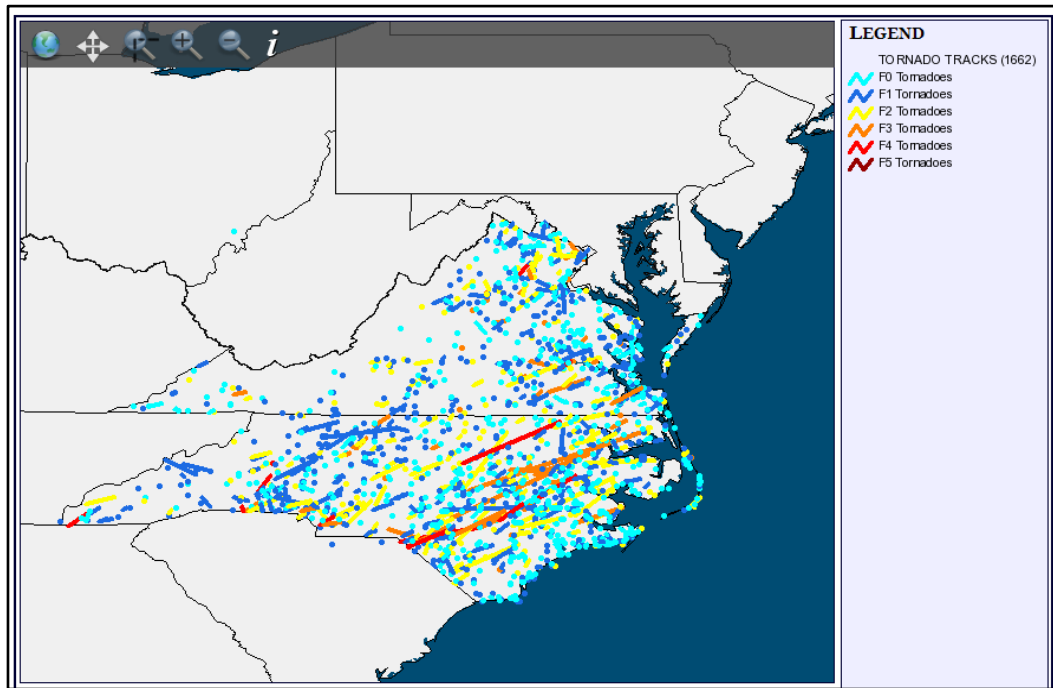 i
LEGEND
TORNADO TRACKS (1662)
F0 Tornadoes
F1 Tornadoes
F2 Tornadoes
F3 Tornadoes
F4 Tornadoes
F5 Tornadoes